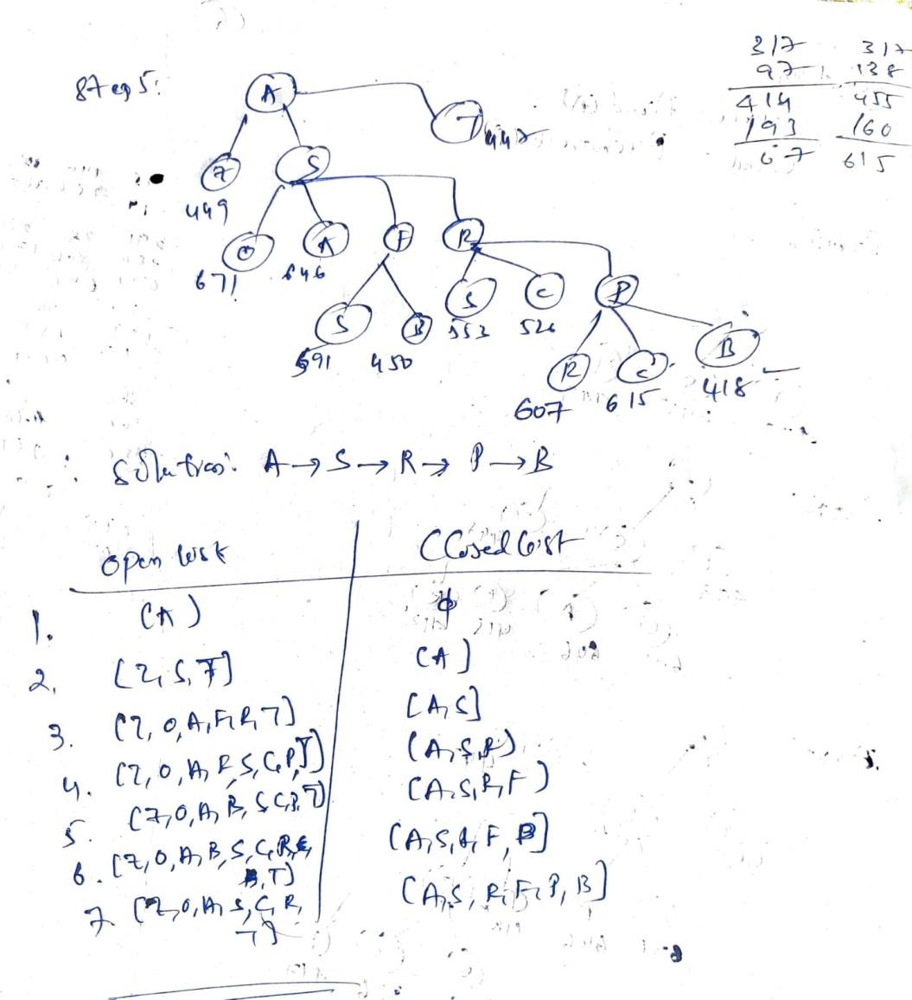 Step 5:
317 317
97 138
414 455
193 160
67 615
A
T 447
Z S
449
O A F R
671 646
S B S C P
591 450 553 526
R C B
607 615 418
∴ Solution: A → S → R → P → B
Open list Closed list
1. (A) ϕ
2. [Z, S, T] (A]
3. (Z, O, A, F, R, T] [A, S]
4. (Z, O, A, F, S, C, P, T] (A, S, R)
5. (Z, O, A, B, S, C, P, T] (A, S, R, F)
6. [Z, O, A, B, S, C, R, C, (A, S, R, F, P]
B, T]
7. (Z, O, A, S, C, R, (A, S, R, F, P, B]
T]